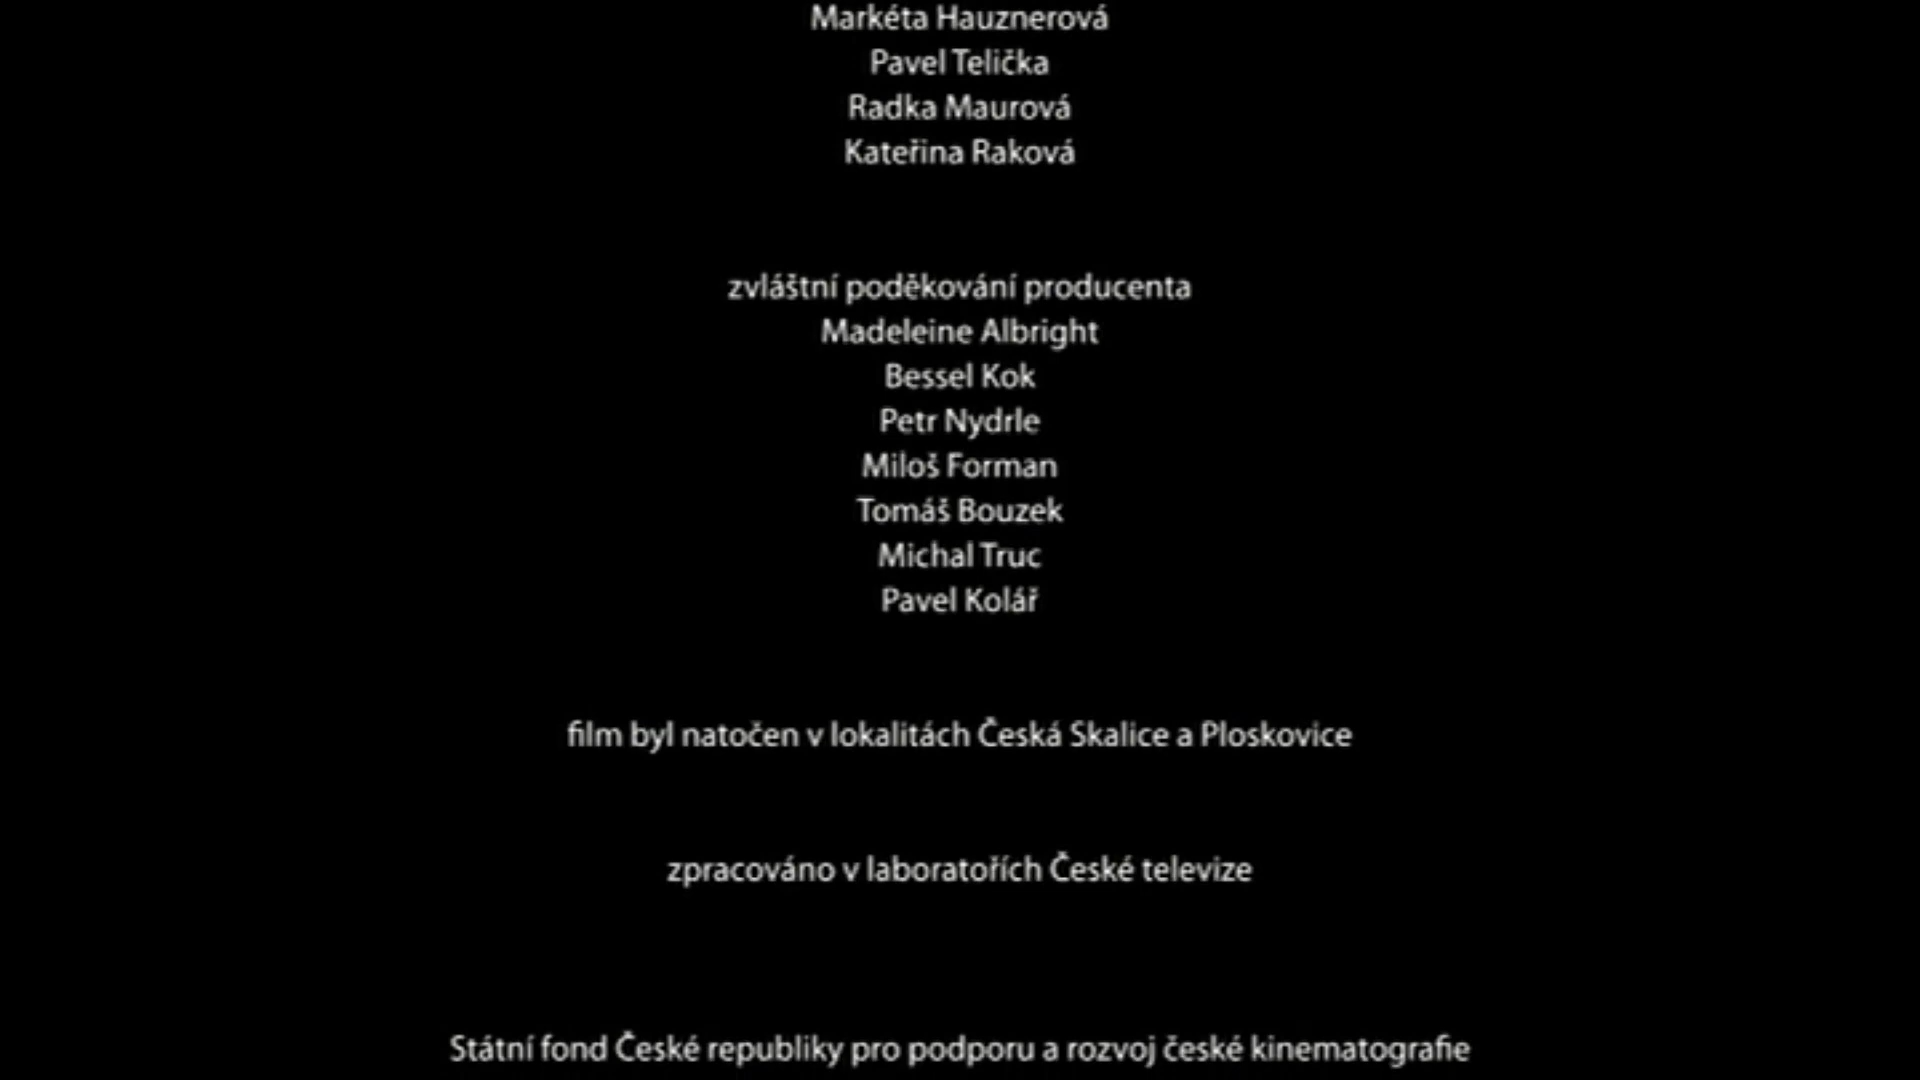 Markéta Hauznerová
Pavel Telička
Radka Maurová
Kateřina Raková
zvláštní poděkování producenta
Madeleine Albright
Bessel Kok
Petr Nydrle
Miloš Forman
Tomáš Bouzek
Michal Truc
Pavel Kolář
film byl natočen v lokalitách Česká Skalice a Ploskovice
zpracováno v laboratořích České televize
Státní fond České republiky pro podporu a rozvoj české kinematografie